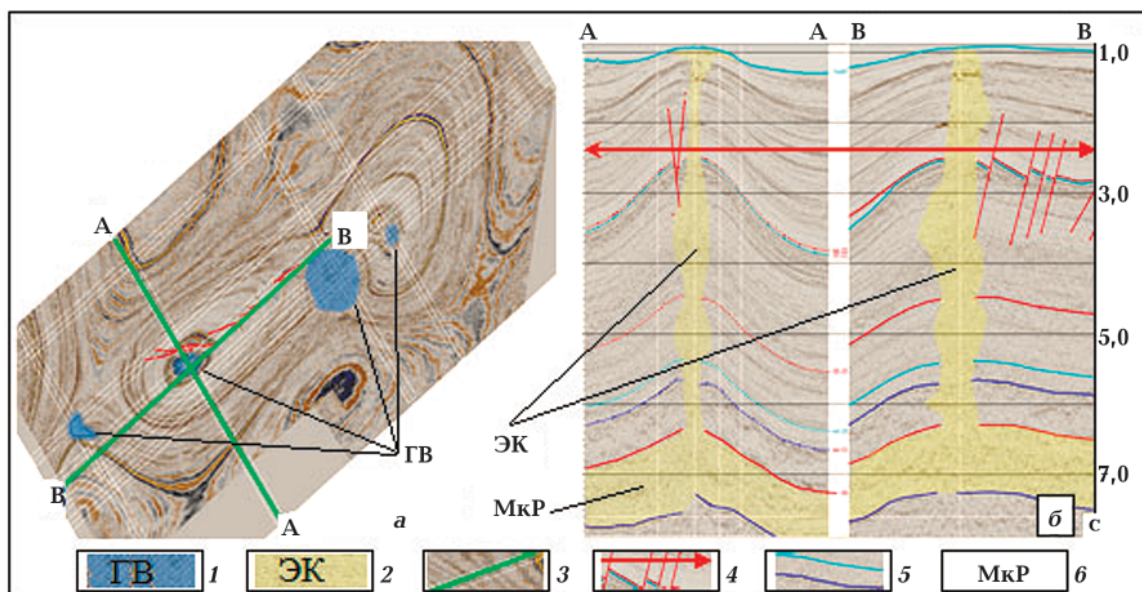 А А В В
1,0
А
В
3,0
5,0
ЭК
ГВ
В
7,0
МкР
А
а
б
с
ГВ 1 ЭК 2 3 4 5 МкР 6